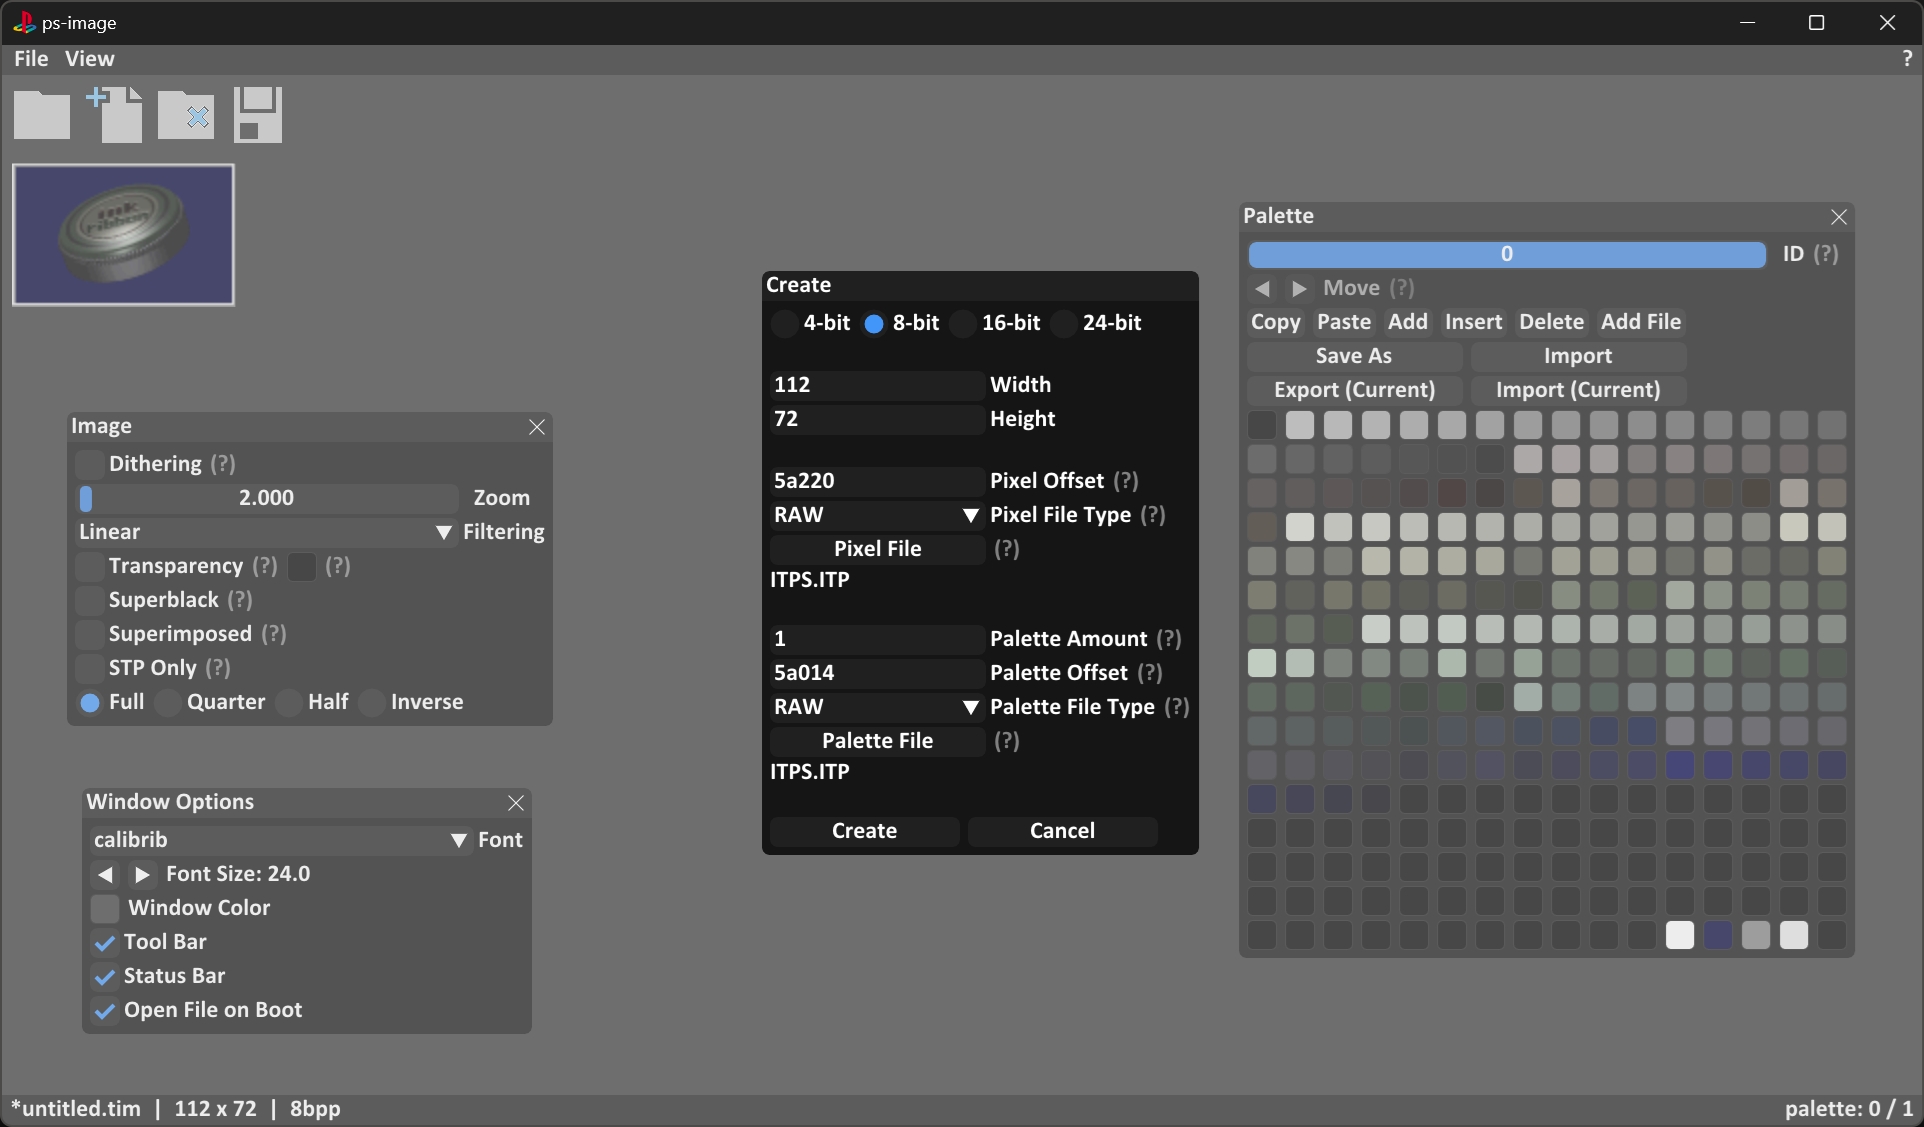 ps-image
File View ?
ink
ribbon
Image
Dithering (?)
2.000 Zoom
Linear Filtering
Transparency (?) (?)
Superblack (?)
Superimposed (?)
STP Only (?)
Full Quarter Half Inverse
Window Options
calibrib Font
Font Size: 24.0
Window Color
Tool Bar
Status Bar
Open File on Boot
Create
4-bit 8-bit 16-bit 24-bit
112 Width
72 Height
5a220 Pixel Offset (?)
RAW Pixel File Type (?)
Pixel File (?)
ITPS.ITP
1 Palette Amount (?)
5a014 Palette Offset (?)
RAW Palette File Type (?)
Palette File (?)
ITPS.ITP
Create Cancel
Palette
0 ID (?)
Move (?)
Copy Paste Add Insert Delete Add File
Save As Import
Export (Current) Import (Current)
*untitled.tim | 112 x 72 | 8bpp
palette: 0 / 1